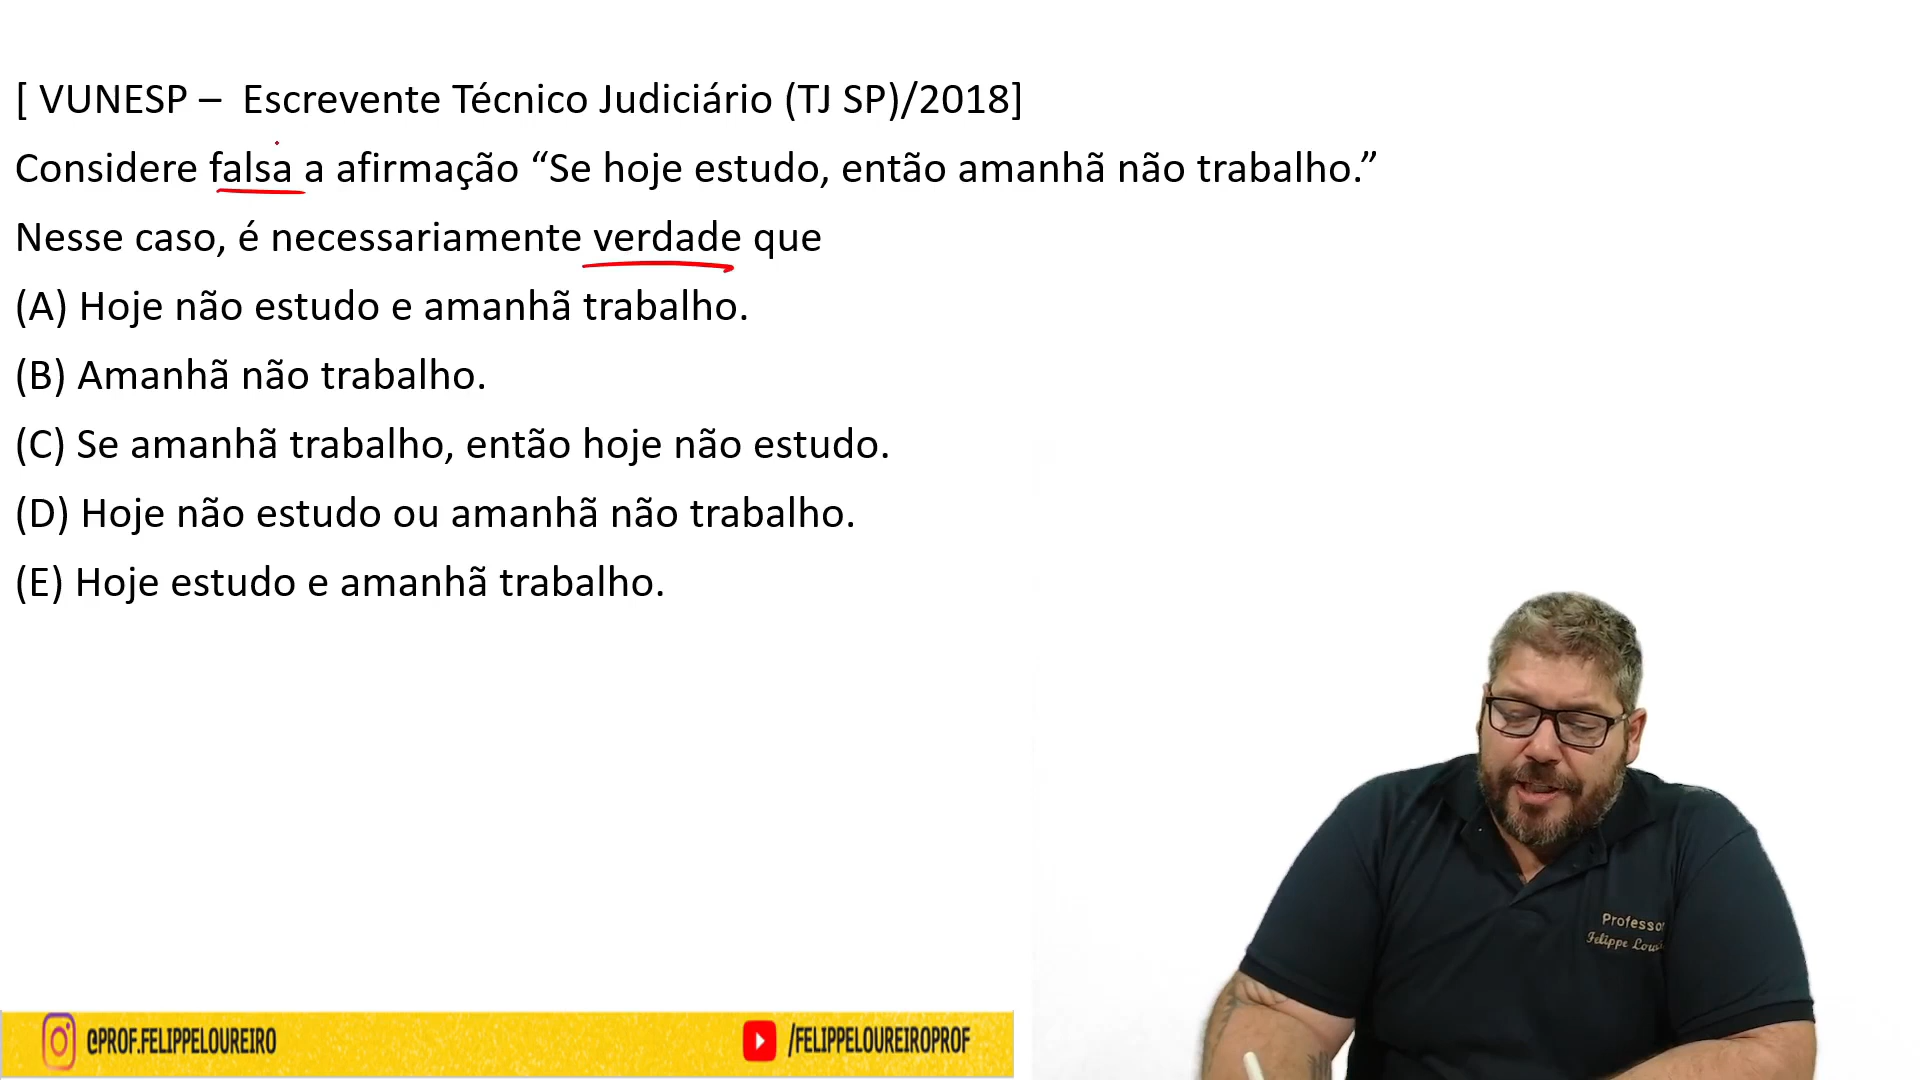 [ VUNESP – Escrevente Técnico Judiciário (TJ SP)/2018]
Considere falsa a afirmação “Se hoje estudo, então amanhã não trabalho.”
Nesse caso, é necessariamente verdade que
(A) Hoje não estudo e amanhã trabalho.
(B) Amanhã não trabalho.
(C) Se amanhã trabalho, então hoje não estudo.
(D) Hoje não estudo ou amanhã não trabalho.
(E) Hoje estudo e amanhã trabalho.
Professor
Felippe
@PROF.FELIPPELOUREIRO
/FELIPPELOUREIROPROF